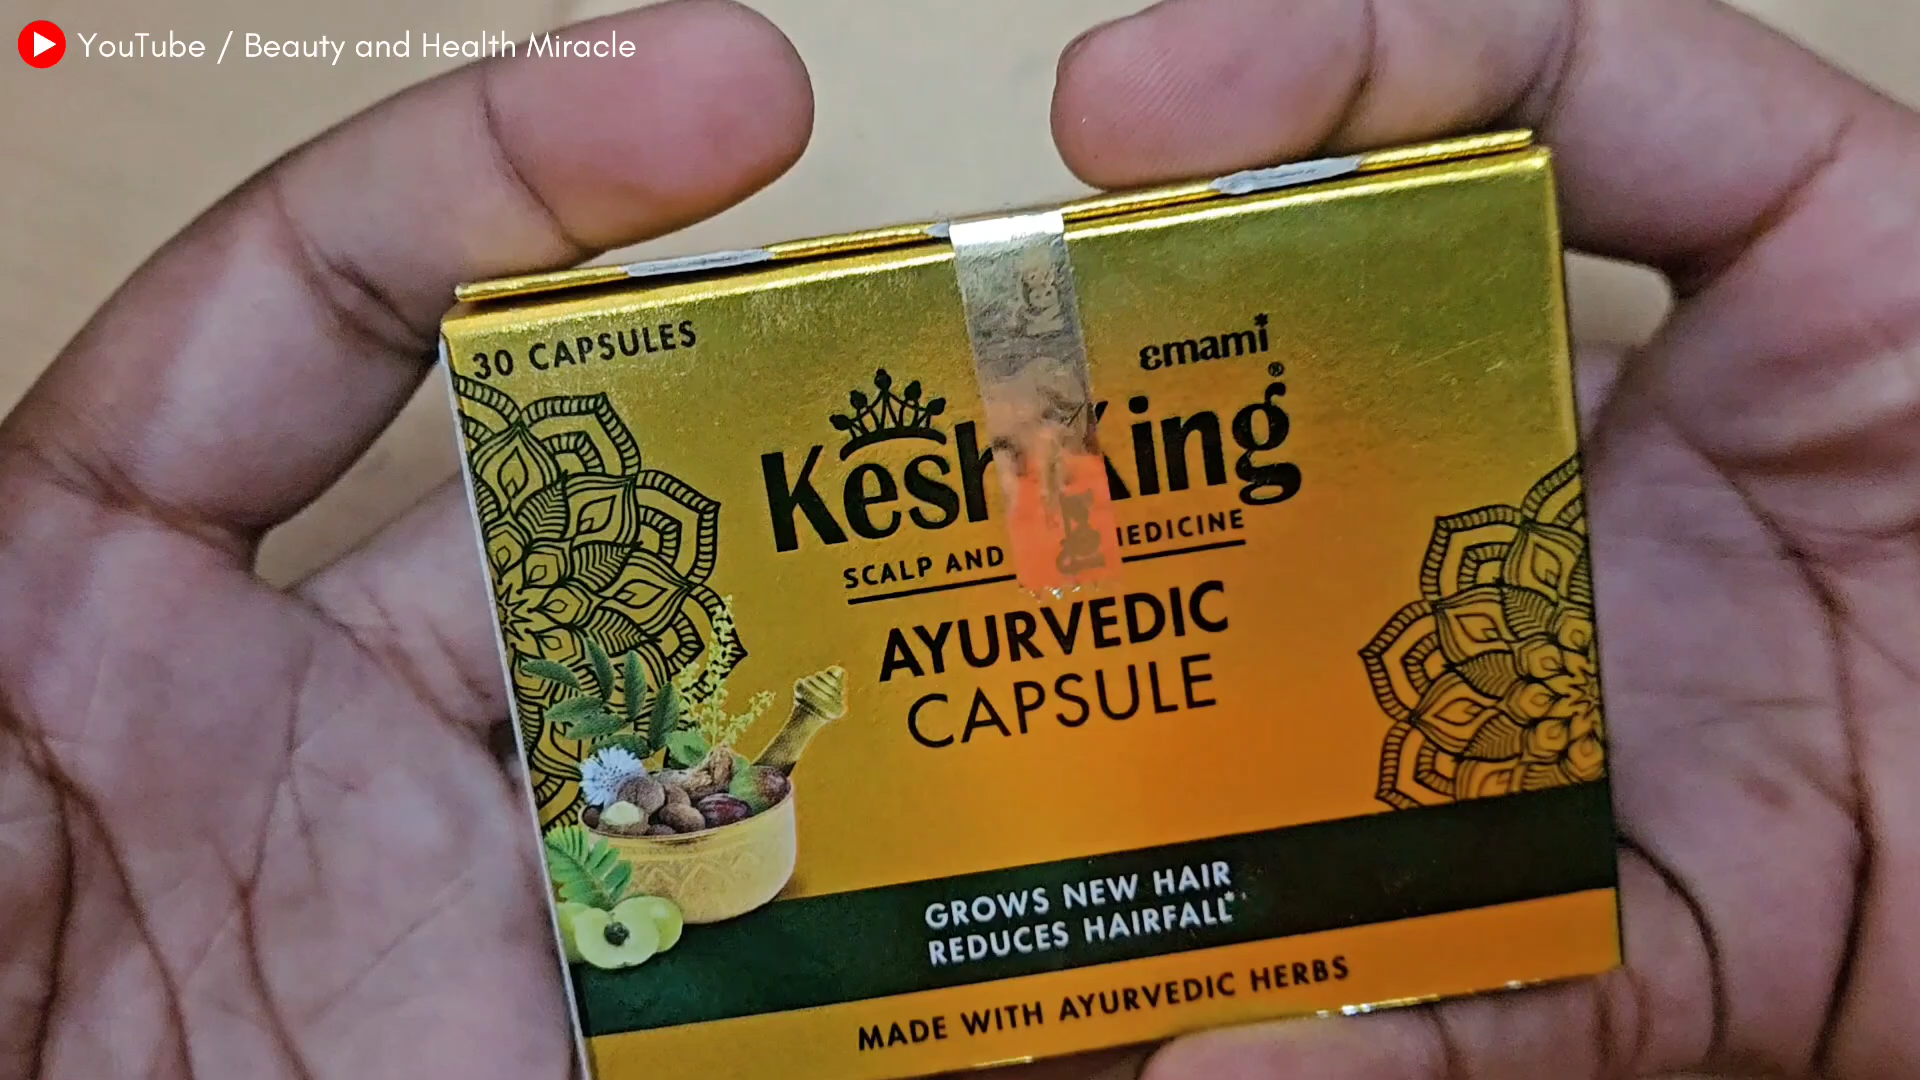 YouTube / Beauty and Health Miracle
30 CAPSULES
emami*
Kesh King®
SCALP AND
AYURVEDIC
CAPSULE
GROWS NEW HAIR
REDUCES HAIRFALL*
MADE WITH AYURVEDIC HERBS